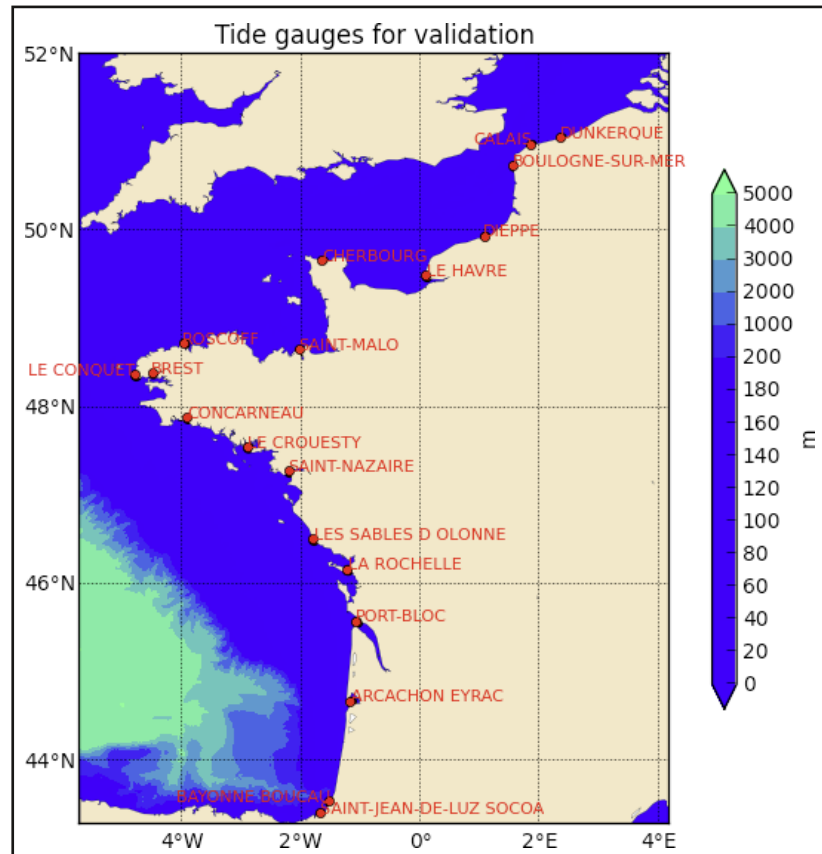 Tide gauges for validation
52°N
50°N
48°N
46°N
44°N
4°W
2°W
0°
2°E
4°E
CALAIS
DUNKERQUE
BOULOGNE-SUR-MER
DIEPPE
CHERBOURG
LE HAVRE
ROSCOFF
SAINT-MALO
LE CONQUET
BREST
CONCARNEAU
LE CROUESTY
SAINT-NAZAIRE
LES SABLES D OLONNE
LA ROCHELLE
PORT-BLOC
ARCACHON EYRAC
BAYONNE BOUCAU
SAINT-JEAN-DE-LUZ SOCOA
5000
4000
3000
2000
1000
200
180
160
140
120
100
80
60
40
20
0
m